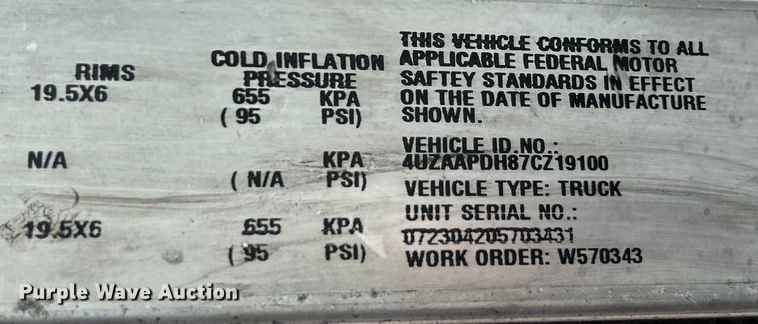 RIMS
19.5X6
N/A
19.5X6
COLD INFLATION
PRESSURE
655 KPA
( 95 PSI)
KPA
( N/A PSI)
655 KPA
( 95 PSI)
THIS VEHICLE CONFORMS TO ALL
APPLICABLE FEDERAL MOTOR
SAFTEY STANDARDS IN EFFECT
ON THE DATE OF MANUFACTURE
SHOWN.
VEHICLE ID.NO.:
4UZAAPDH87CZ19100
VEHICLE TYPE: TRUCK
UNIT SERIAL NO.:
072304205703431
WORK ORDER: W570343
Purple Wave Auction